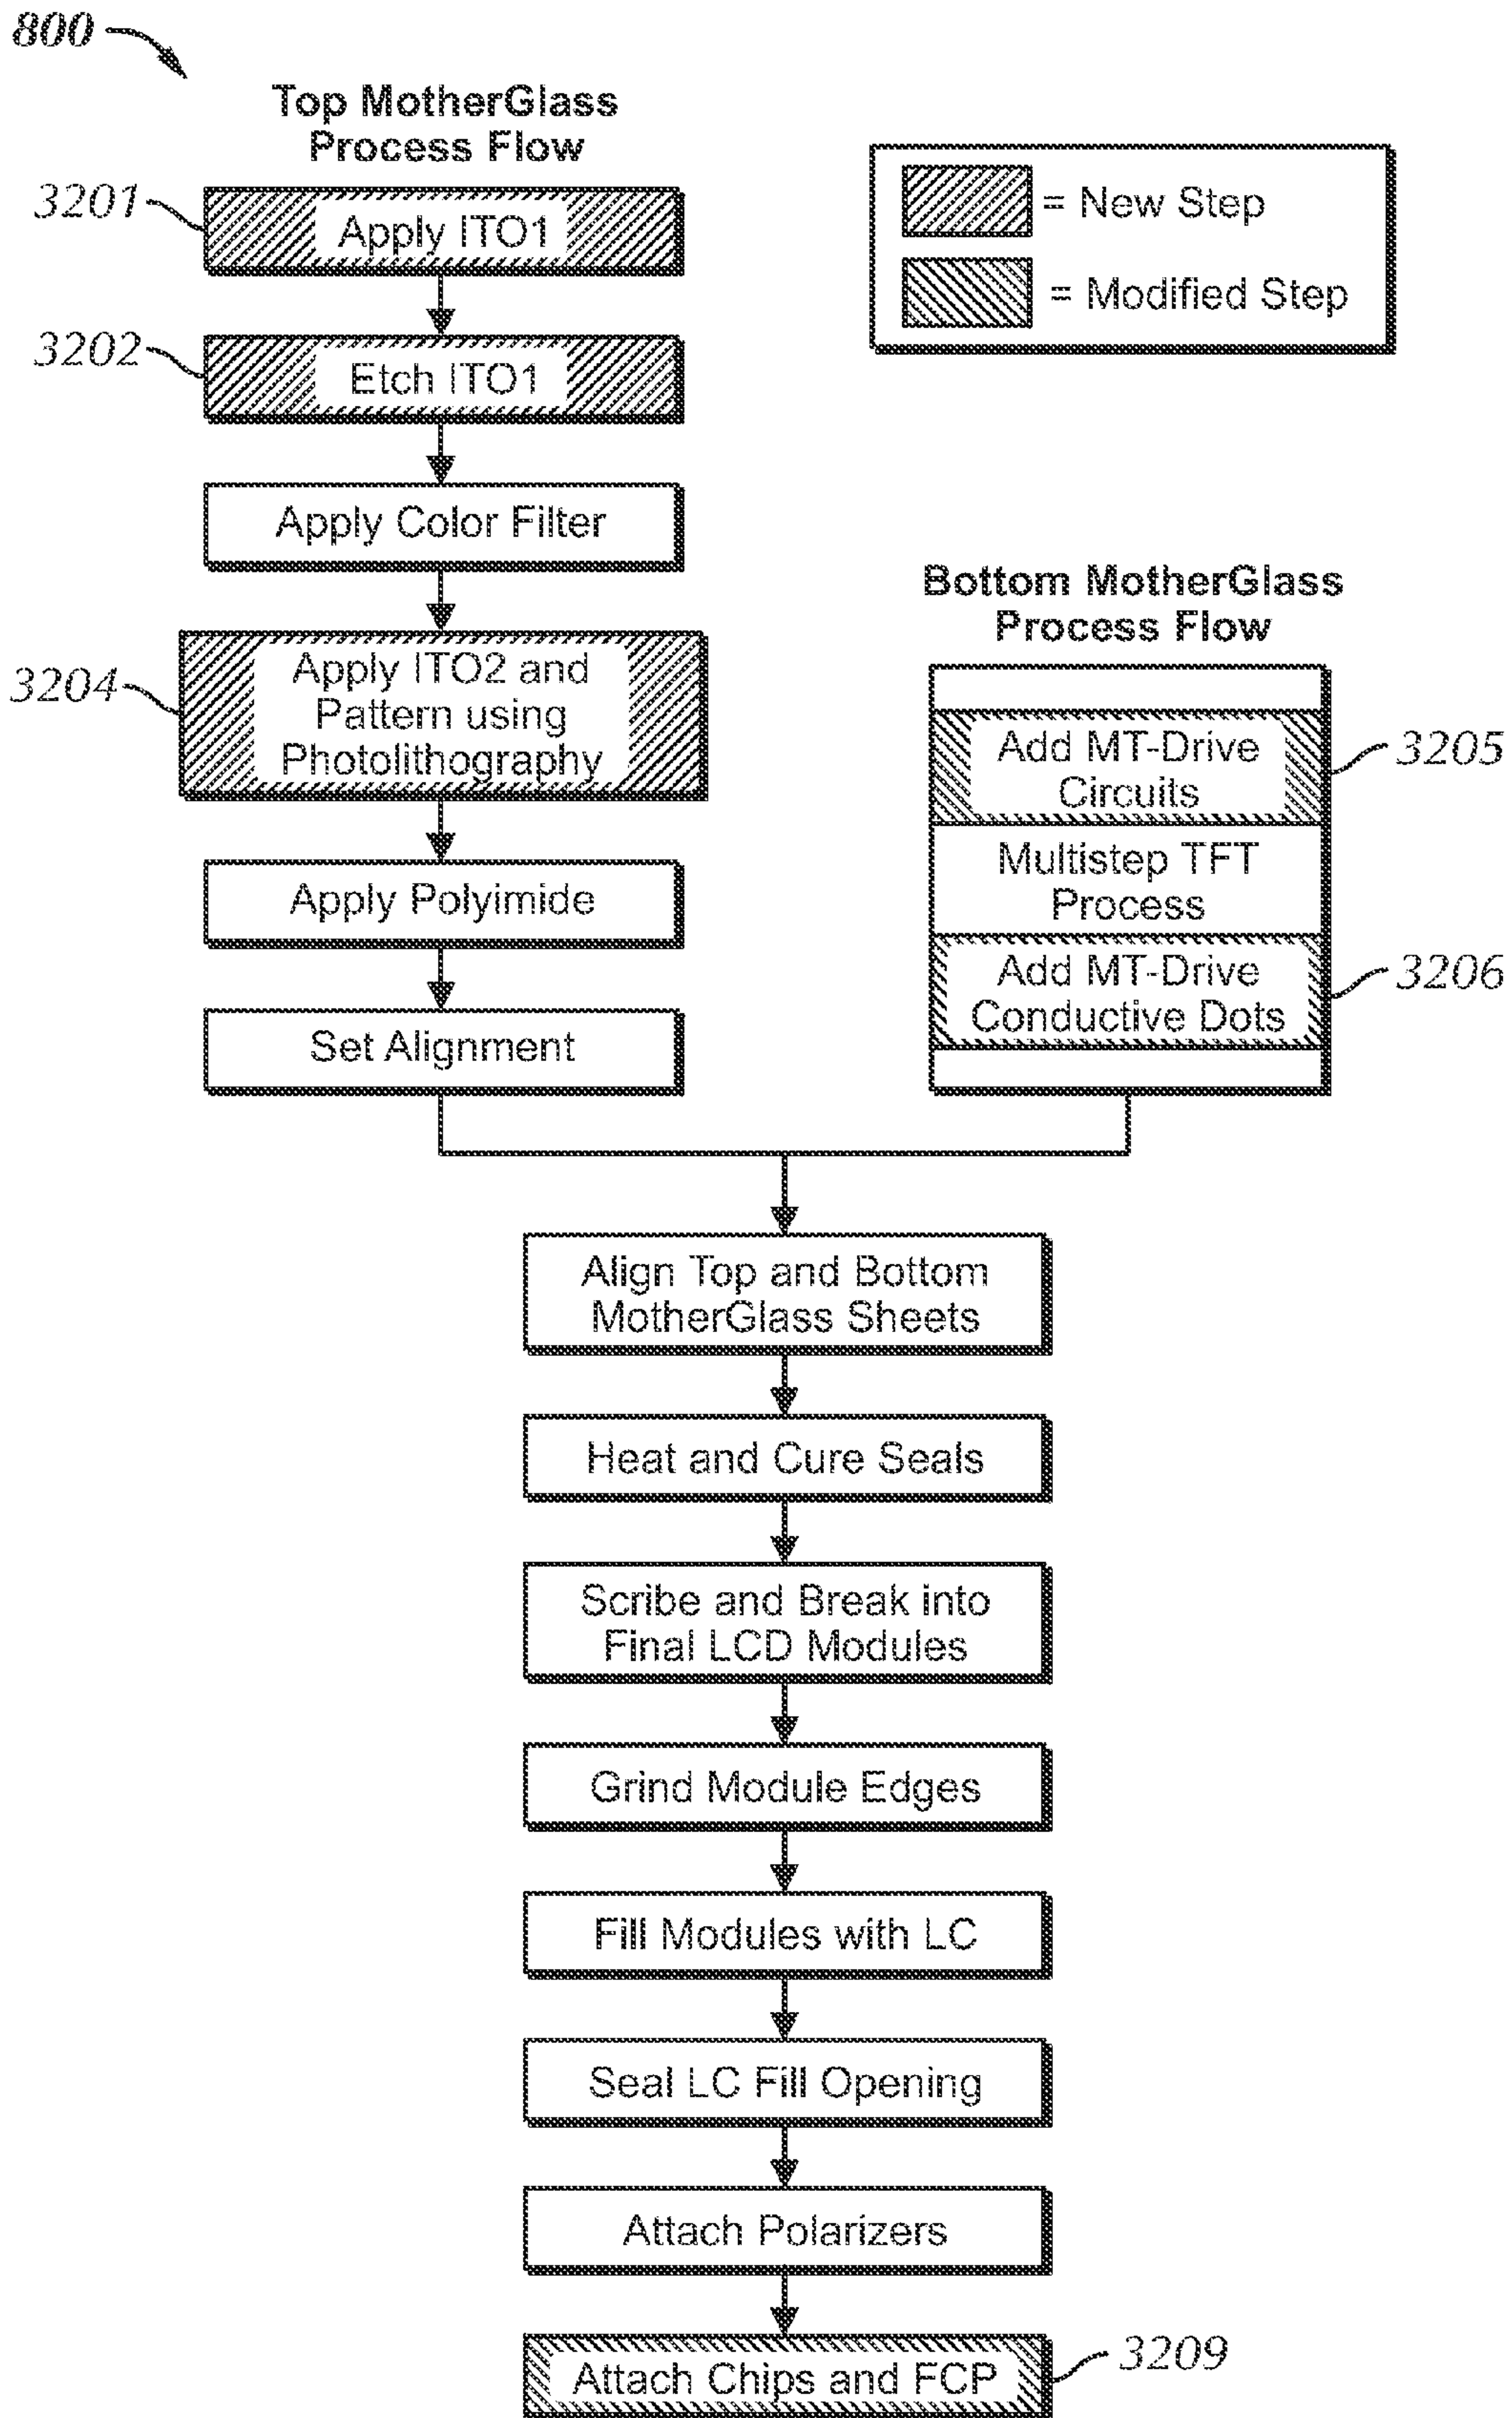 800
Top MotherGlass
Process Flow
3201
Apply ITO1
= New Step
= Modified Step
3202
Etch ITO1
Apply Color Filter
3204
Apply ITO2 and
Pattern using
Photolithography
Apply Polyimide
Set Alignment
Bottom MotherGlass
Process Flow
Add MT-Drive
Circuits
3205
Multistep TFT
Process
Add MT-Drive
Conductive Dots
3206
Align Top and Bottom
MotherGlass Sheets
Heat and Cure Seals
Scribe and Break into
Final LCD Modules
Grind Module Edges
Fill Modules with LC
Seal LC Fill Opening
Attach Polarizers
Attach Chips and FCP
3209